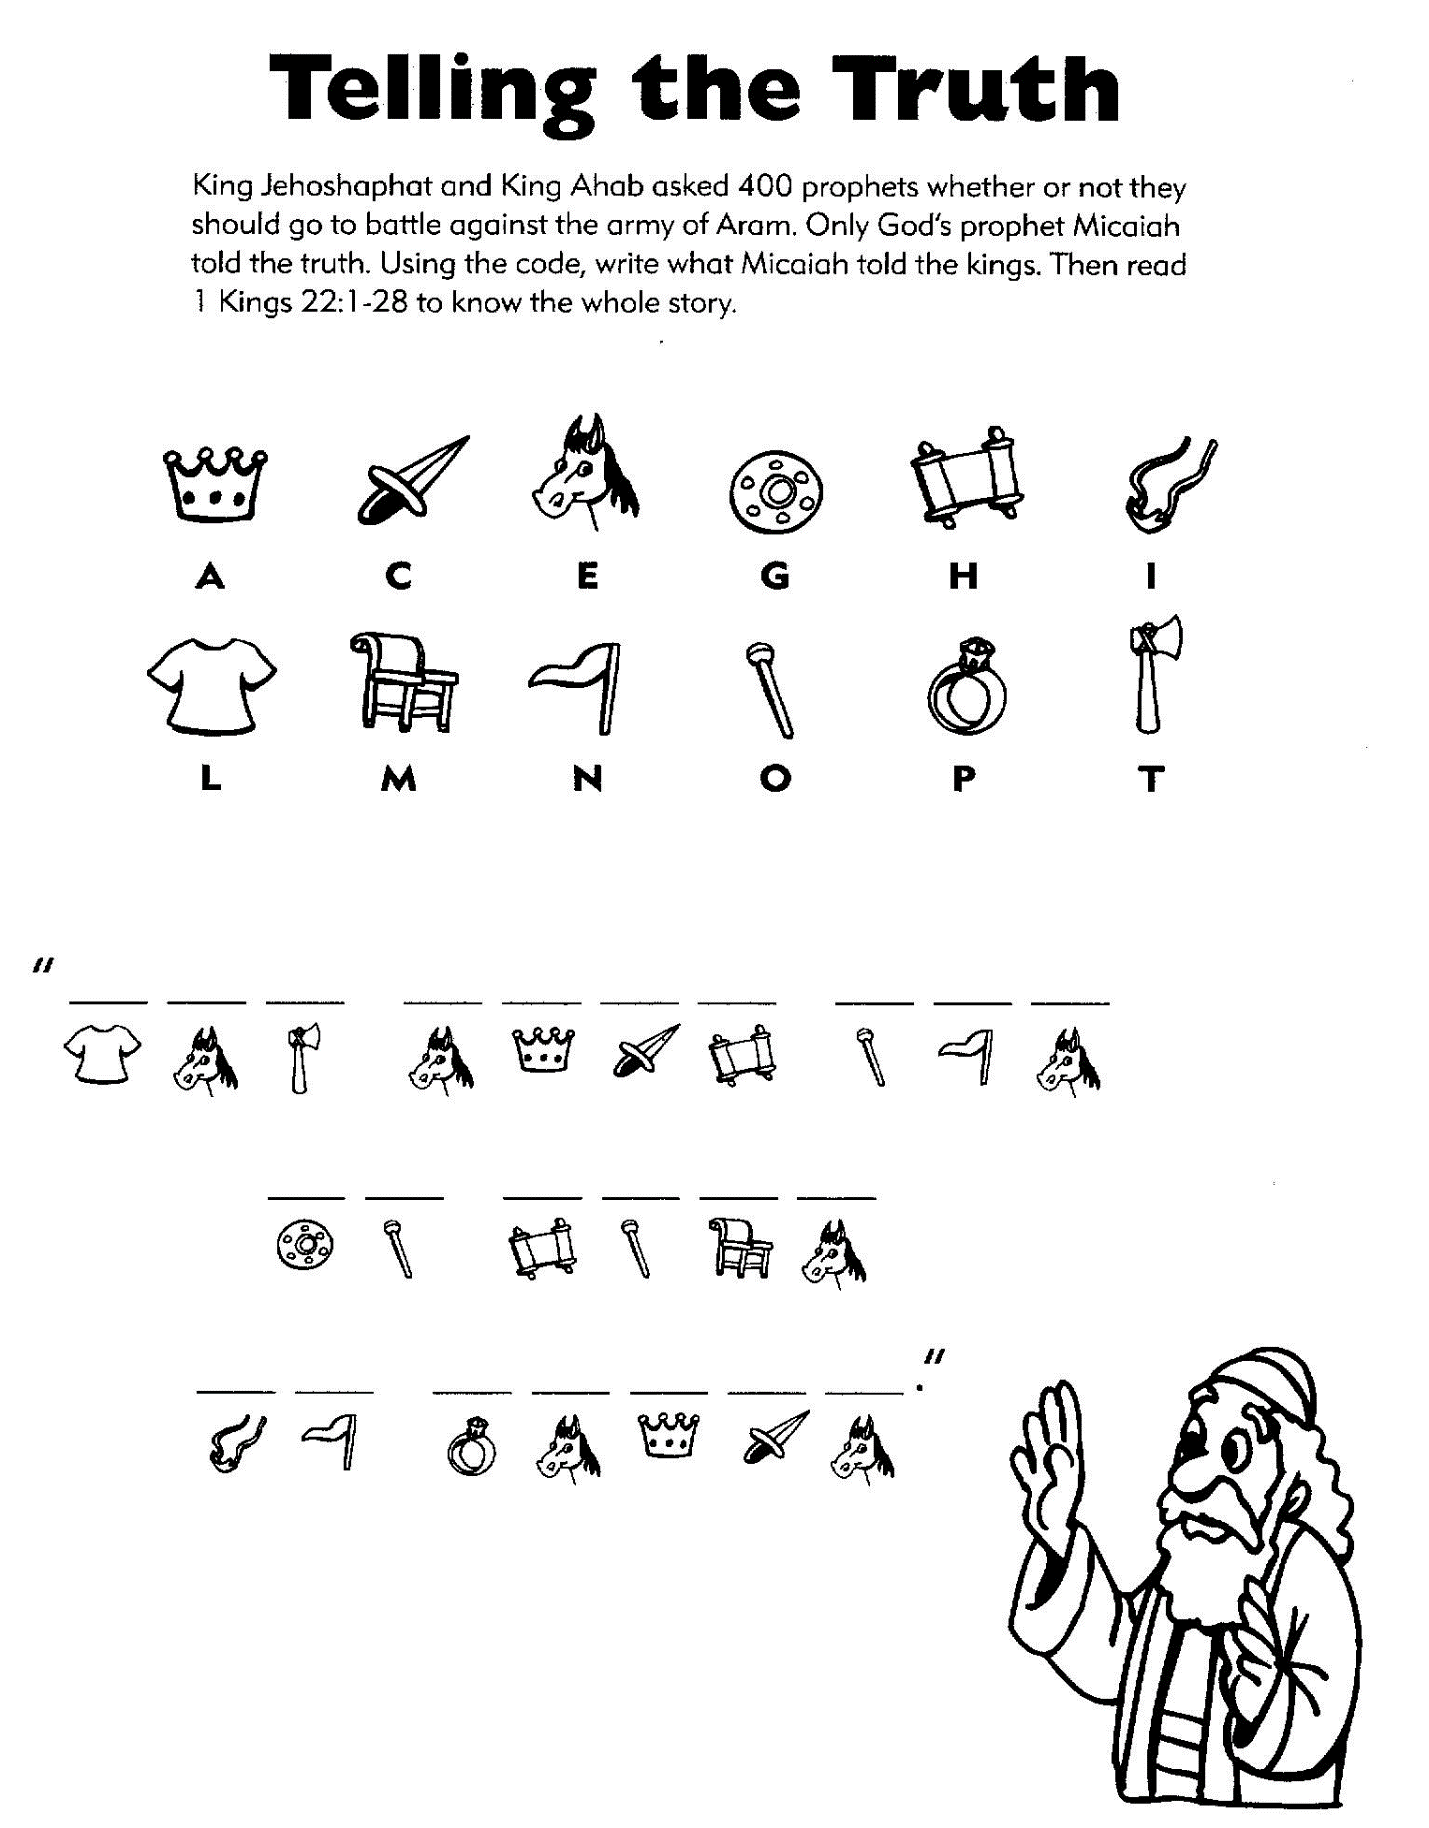 Telling the Truth
King Jehoshaphat and King Ahab asked 400 prophets whether or not they
should go to battle against the army of Aram. Only God's prophet Micaiah
told the truth. Using the code, write what Micaiah told the kings. Then read
1 Kings 22:1-28 to know the whole story.
A C E G H I
L M N O P T
"
."